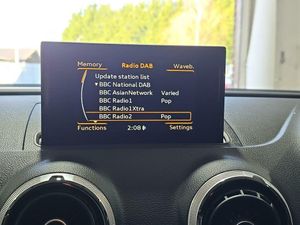 Memory Radio DAB Waveb.
Update station list
▾ BBC National DAB
BBC AsianNetwork Varied
BBC Radio1 Pop
BBC Radio1Xtra
BBC Radio2 Pop
Functions 2:08 Settings